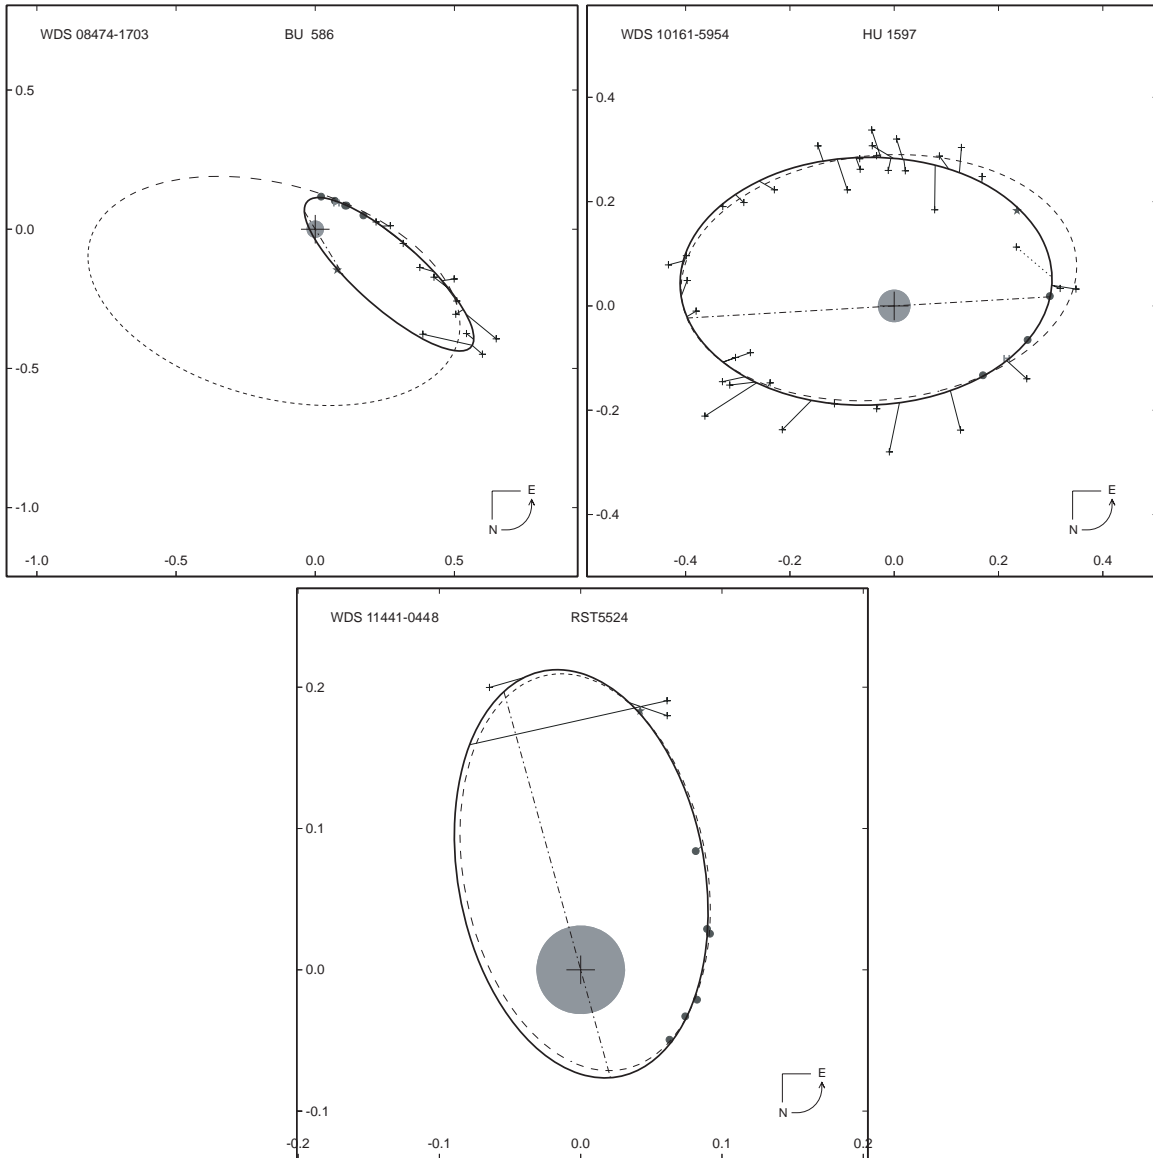 WDS 08474-1703 BU 586
0.5
0.0
-0.5
-1.0
E
N
-1.0 -0.5 0.0 0.5
WDS 10161-5954 HU 1597
0.4
0.2
0.0
-0.2
-0.4
E
N
-0.4 -0.2 0.0 0.2 0.4
WDS 11441-0448 RST5524
0.2
0.1
0.0
-0.1
E
N
-0.2 -0.1 0.0 0.1 0.2